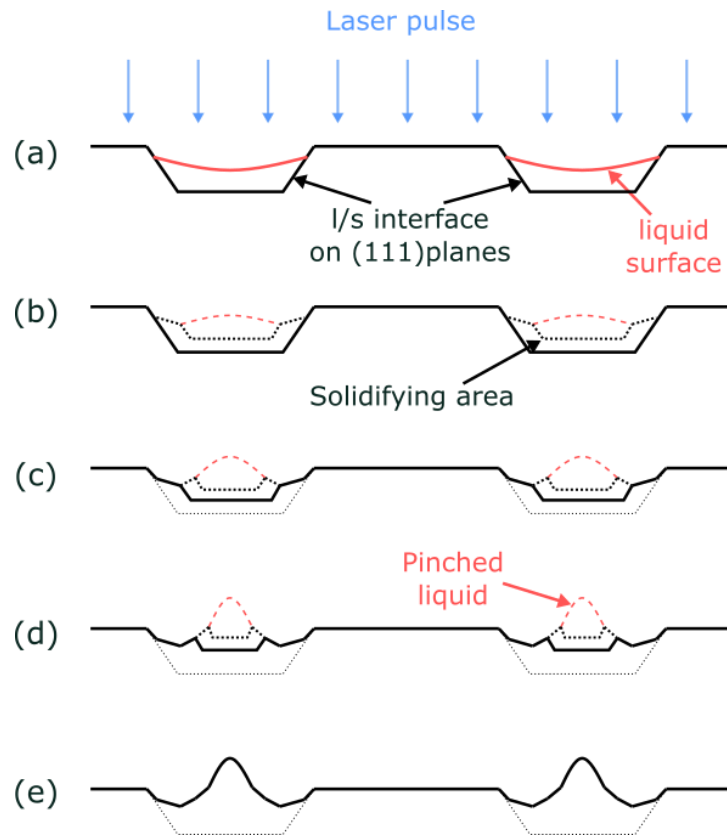 Laser pulse
(a)
l/s interface
on (111)planes
liquid
surface
(b)
Solidifying area
(c)
Pinched
liquid
(d)
(e)